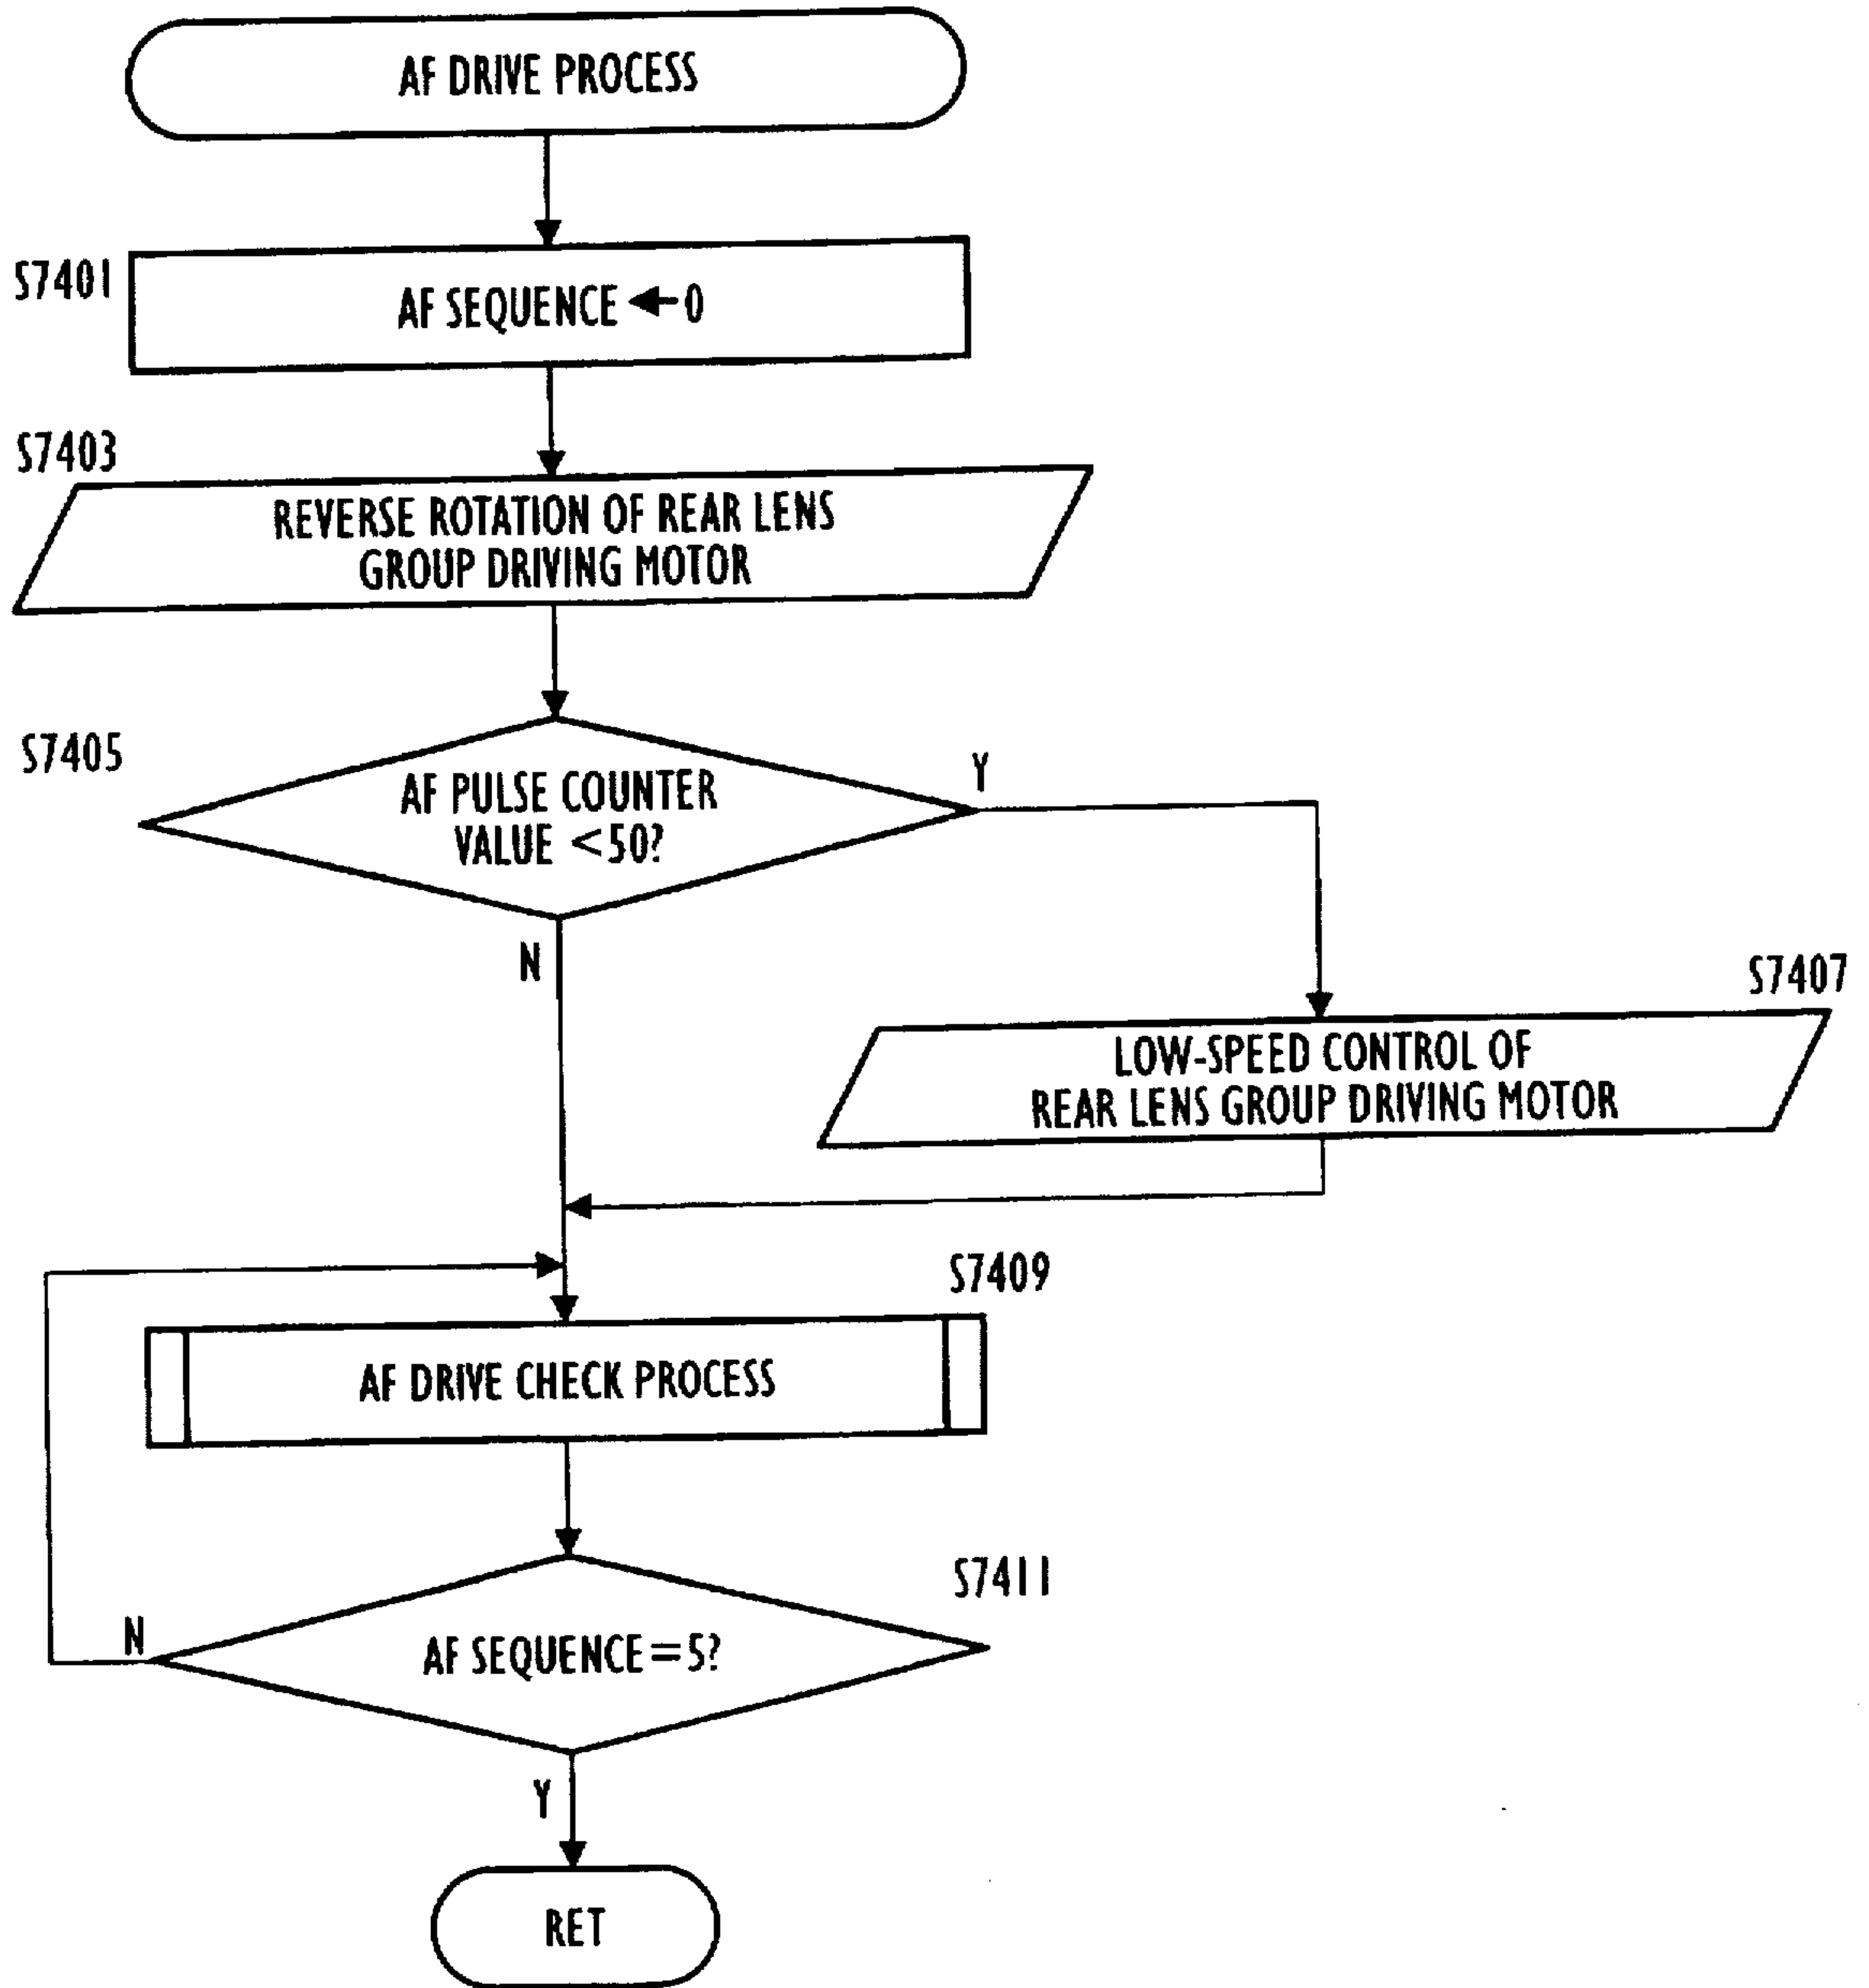 AF DRIVE PROCESS
S7401
AF SEQUENCE ← 0
S7403
REVERSE ROTATION OF REAR LENS
GROUP DRIVING MOTOR
S7405
AF PULSE COUNTER
VALUE <50?
Y
N
S7407
LOW-SPEED CONTROL OF
REAR LENS GROUP DRIVING MOTOR
S7409
AF DRIVE CHECK PROCESS
S7411
N
AF SEQUENCE=5?
Y
RET